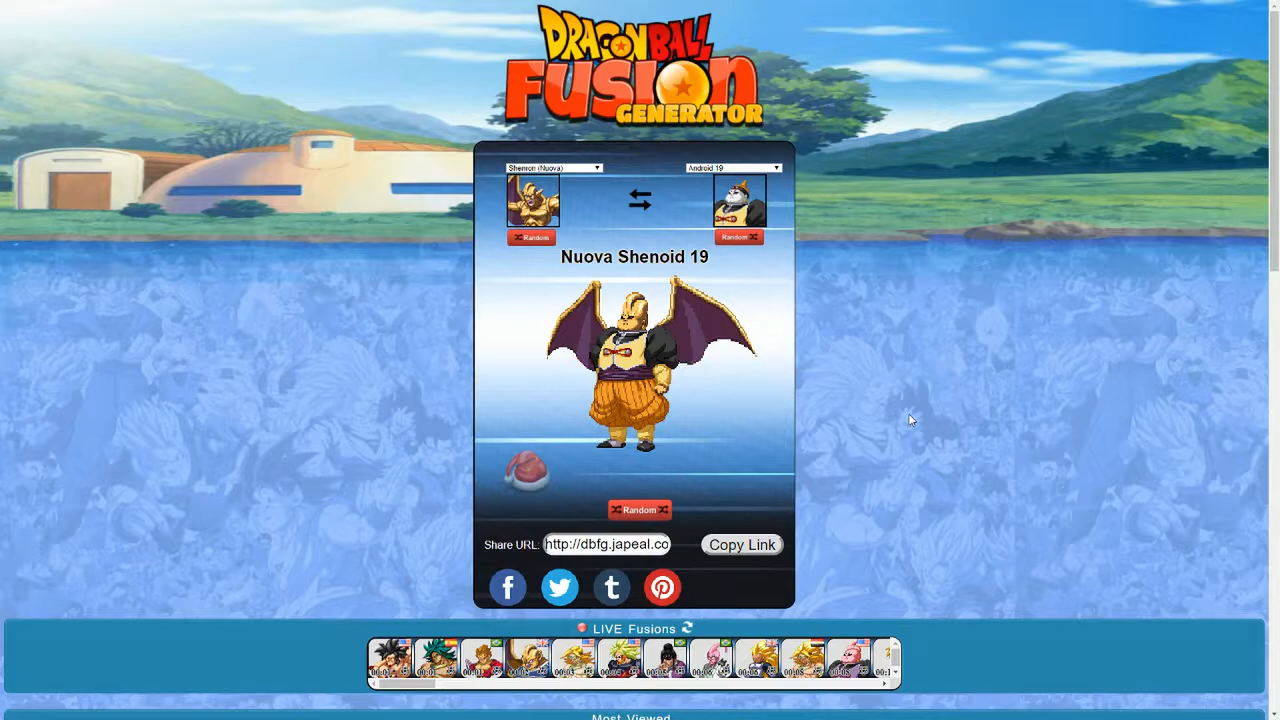 DRAGON BALL
FUSION
GENERATOR
Shenron (Nuova)
Android 19
Random
Random
Nuova Shenoid 19
Random
Share URL: http://dbfg.japeal.co
Copy Link
LIVE Fusions
Most Viewed